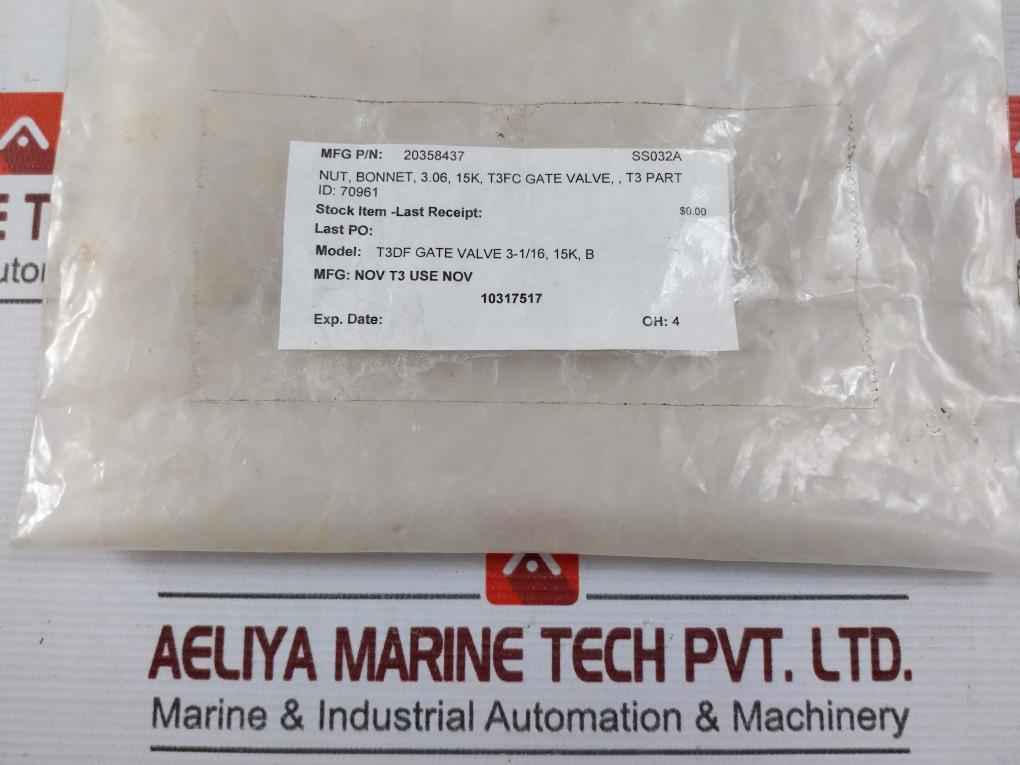 MFG P/N: 20358437 SS032A
NUT, BONNET, 3.06, 15K, T3FC GATE VALVE, , T3 PART
ID: 70961
Stock Item -Last Receipt: $0.00
Last PO:
Model: T3DF GATE VALVE 3-1/16, 15K, B
MFG: NOV T3 USE NOV
10317517
Exp. Date: OH: 4
E T
utor
AELIYA MARINE TECH PVT. LTD.
Marine & Industrial Automation & Machinery